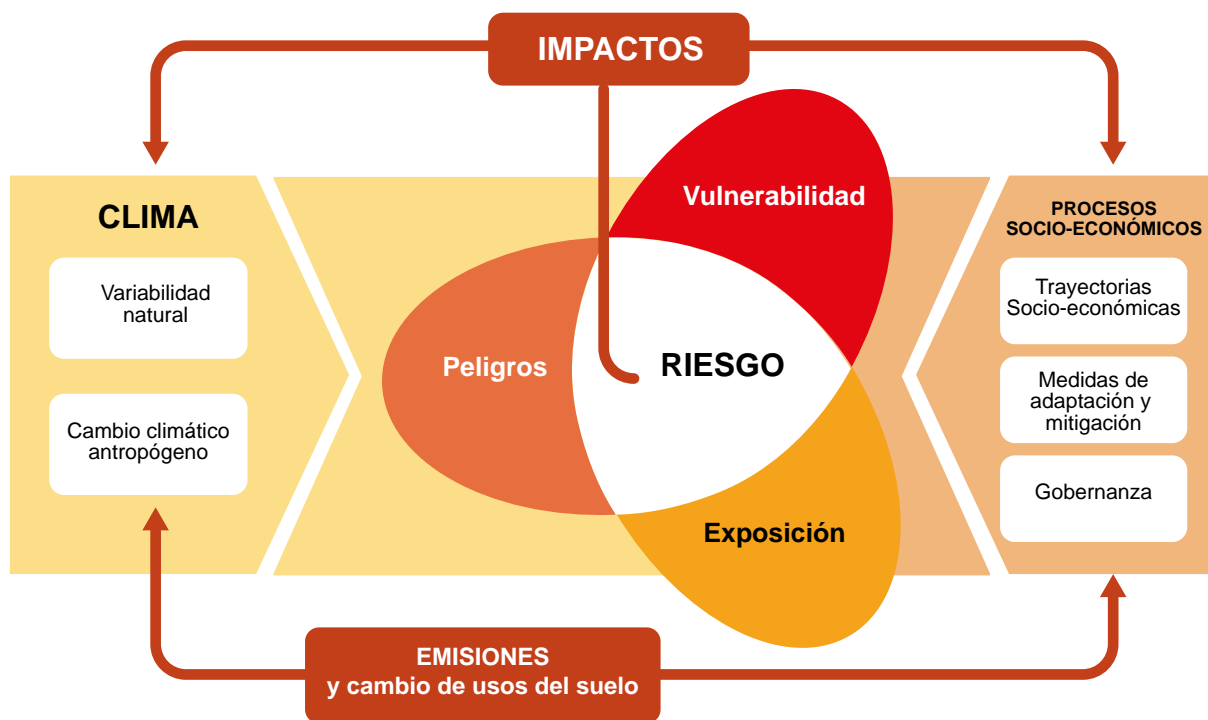 IMPACTOS
CLIMA
Variabilidad
natural
Cambio climático
antropógeno
Vulnerabilidad
Peligros
RIESGO
Exposición
PROCESOS
SOCIO-ECONÓMICOS
Trayectorias
Socio-económicas
Medidas de
adaptación y
mitigación
Gobernanza
EMISIONES
y cambio de usos del suelo